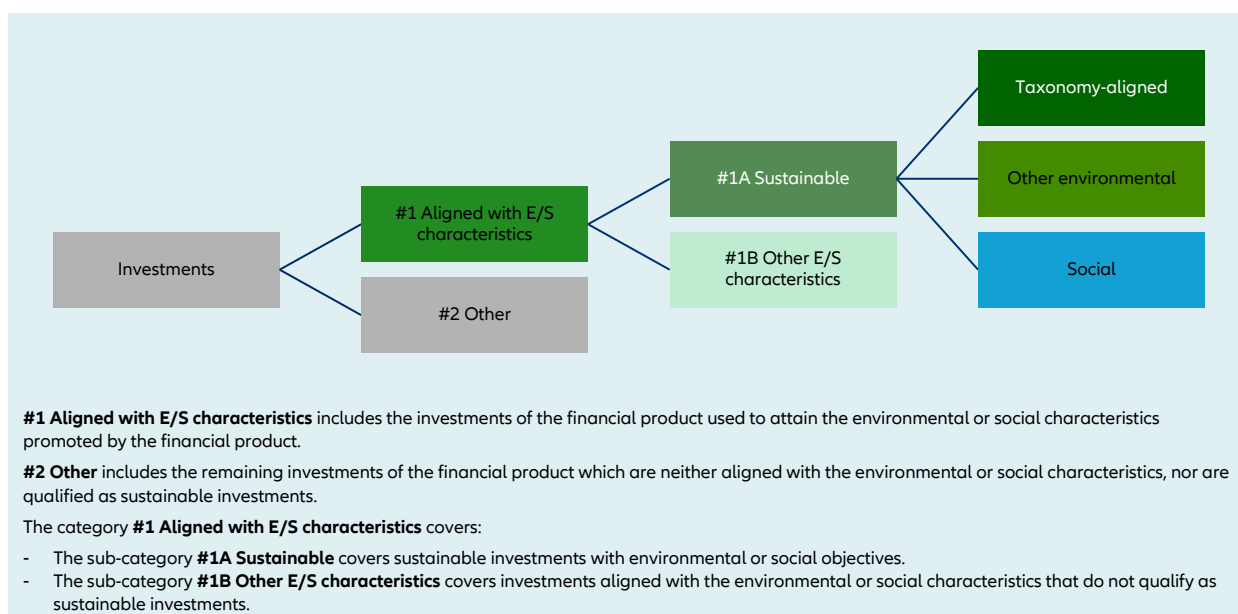 Taxonomy-aligned
#1A Sustainable
Other environmental
#1 Aligned with E/S
characteristics
Investments
#1B Other E/S
characteristics
Social
#2 Other
#1 Aligned with E/S characteristics includes the investments of the financial product used to attain the environmental or social characteristics
promoted by the financial product.
#2 Other includes the remaining investments of the financial product which are neither aligned with the environmental or social characteristics, nor are
qualified as sustainable investments.
The category #1 Aligned with E/S characteristics covers:
- The sub-category #1A Sustainable covers sustainable investments with environmental or social objectives.
- The sub-category #1B Other E/S characteristics covers investments aligned with the environmental or social characteristics that do not qualify as
sustainable investments.